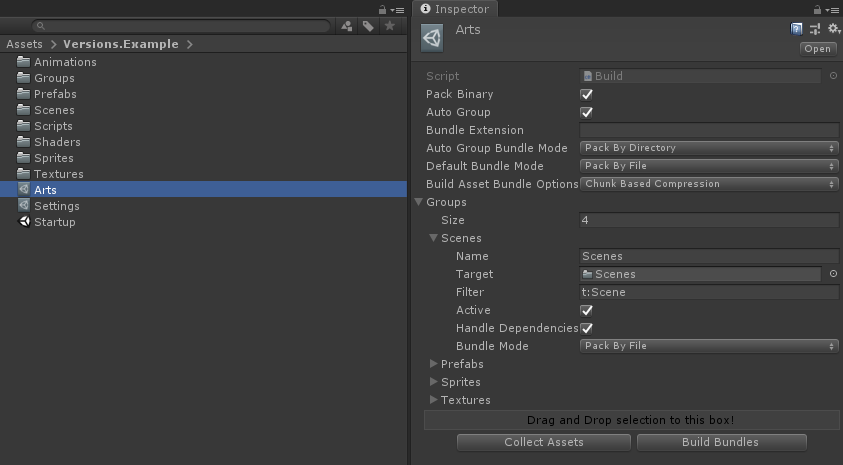 Inspector
Assets > Versions.Example >
Animations
Groups
Prefabs
Scenes
Scripts
Shaders
Sprites
Textures
Arts
Settings
Startup
Arts
Open
Script Build
Pack Binary
Auto Group
Bundle Extension
Auto Group Bundle Mode Pack By Directory
Default Bundle Mode Pack By File
Build Asset Bundle Options Chunk Based Compression
Groups
Size 4
Scenes
Name Scenes
Target Scenes
Filter t:Scene
Active
Handle Dependencies
Bundle Mode Pack By File
Prefabs
Sprites
Textures
Drag and Drop selection to this box!
Collect Assets Build Bundles